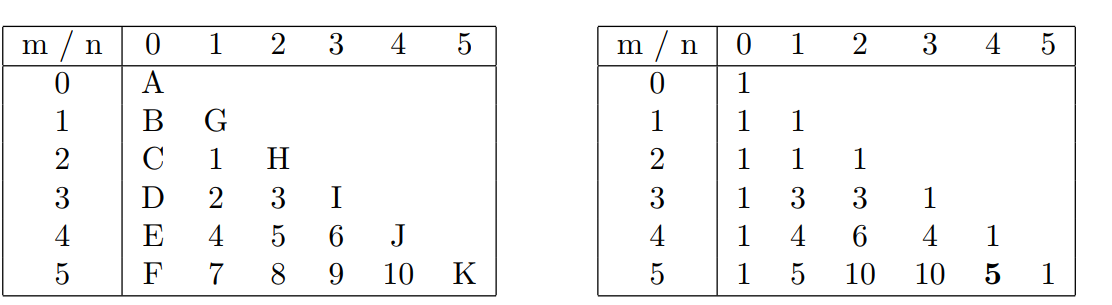 m / n 0 1 2 3 4 5
0 A
1 B G
2 C 1 H
3 D 2 3 I
4 E 4 5 6 J
5 F 7 8 9 10 K
m / n 0 1 2 3 4 5
0 1
1 1 1
2 1 1 1
3 1 3 3 1
4 1 4 6 4 1
5 1 5 10 10 5 1